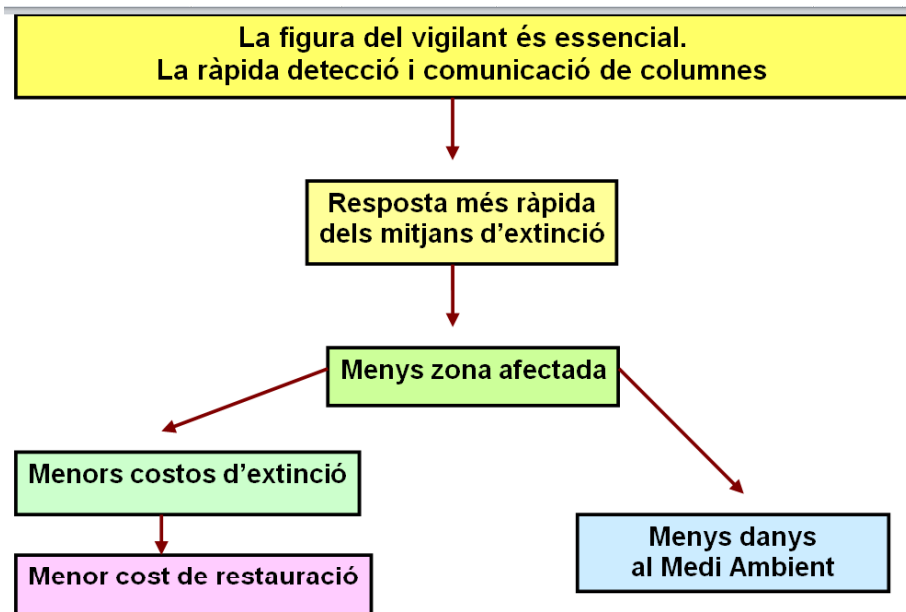 La figura del vigilant és essencial.
La ràpida detecció i comunicació de columnes
Resposta més ràpida
dels mitjans d’extinció
Menys zona afectada
Menors costos d’extinció
Menor cost de restauració
Menys danys
al Medi Ambient